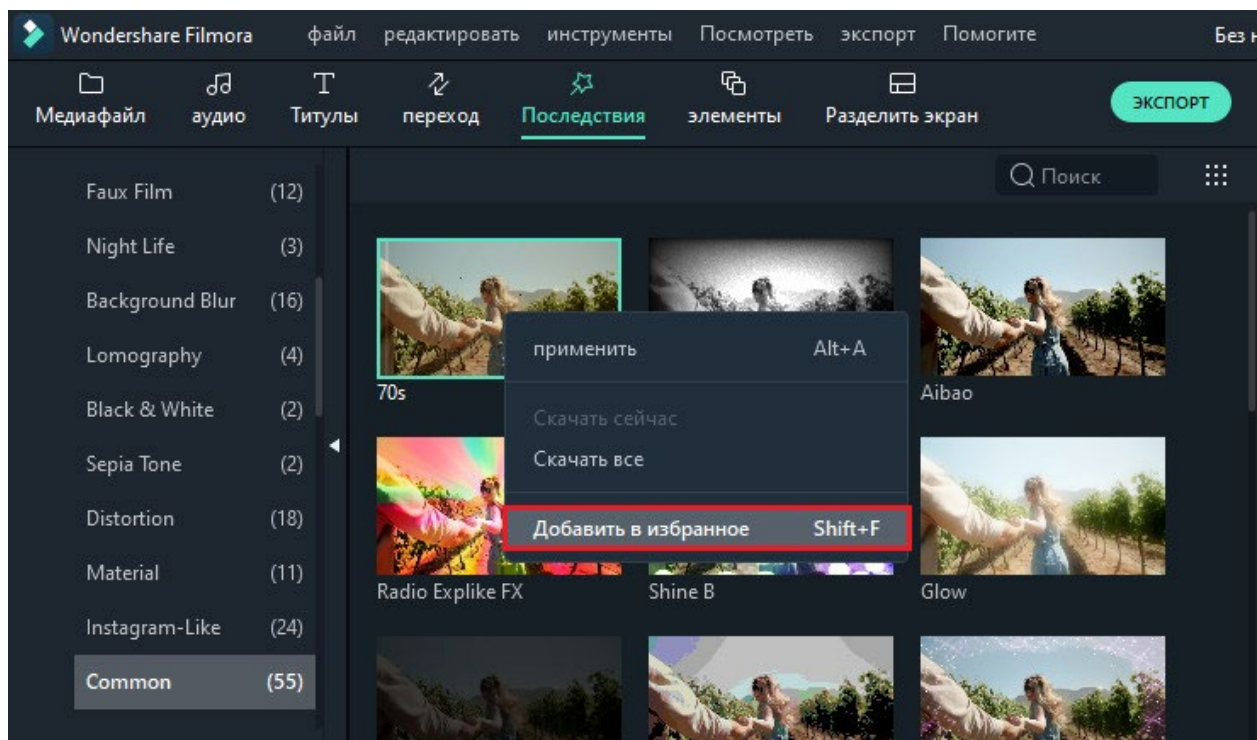 Wondershare Filmora файл редактировать инструменты Посмотреть экспорт Помогите Без
Медиафайл аудио Титулы переход Последствия элементы Разделить экран ЭКСПОРТ
Поиск
Faux Film (12)
Night Life (3)
Background Blur (16)
Lomography (4)
Black & White (2)
Sepia Tone (2)
Distortion (18)
Material (11)
Instagram-Like (24)
Common (55)
70s
Aibao
применить Alt+A
Скачать сейчас
Скачать все
Добавить в избранное Shift+F
Radio Explike FX
Shine B
Glow